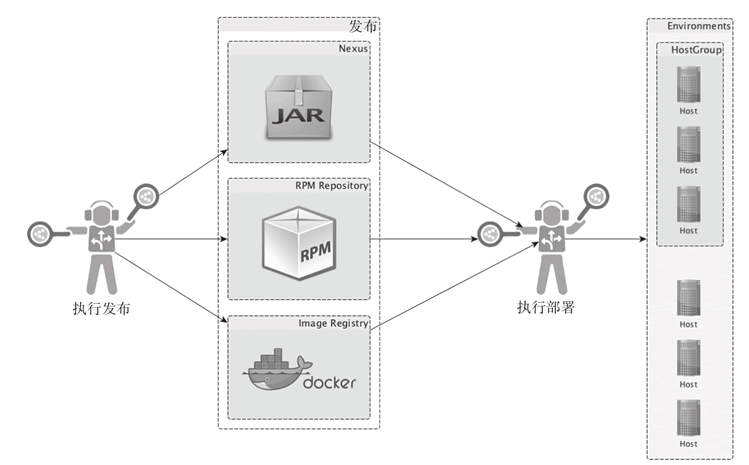 发布
Nexus
JAR
RPM Repository
RPM
Image Registry
docker
执行发布
执行部署
Environments
HostGroup
Host
Host
Host
Host
Host
Host